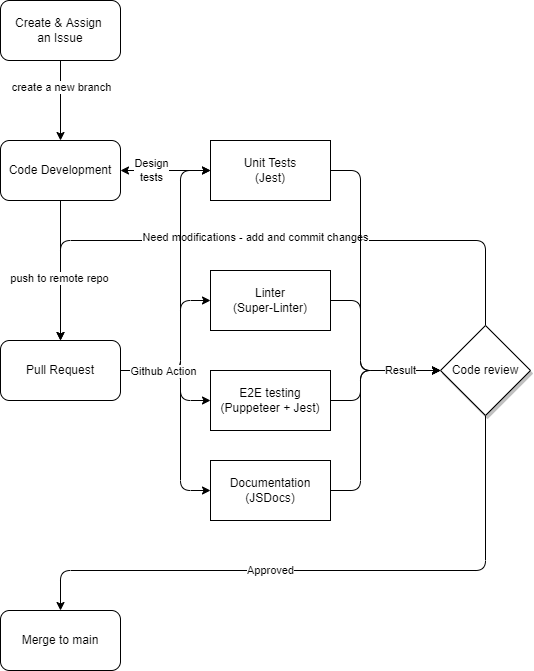 Create & Assign
an Issue
create a new branch
Code Development
Design
tests
Unit Tests
(Jest)
Need modifications - add and commit changes
push to remote repo
Linter
(Super-Linter)
Pull Request
Github Action
E2E testing
(Puppeteer + Jest)
Result
Code review
Documentation
(JSDocs)
Approved
Merge to main